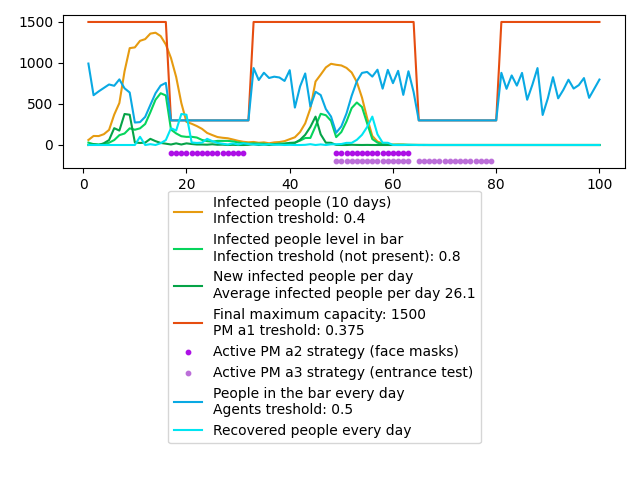 1500
1000
500
0
0
20
40
60
80
100
Infected people (10 days)
Infection treshold: 0.4
Infected people level in bar
Infection treshold (not present): 0.8
New infected people per day
Average infected people per day 26.1
Final maximum capacity: 1500
PM a1 treshold: 0.375
Active PM a2 strategy (face masks)
Active PM a3 strategy (entrance test)
People in the bar every day
Agents treshold: 0.5
Recovered people every day